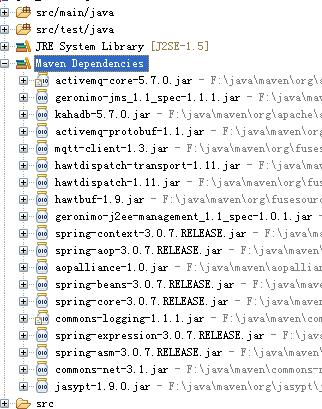 src/main/java
src/test/java
JRE System Library [J2SE-1.5]
Maven Dependencies
activemq-core-5.7.0.jar - F:\java\maven\org\a
geronimo-jms_1.1_spec-1.1.1.jar - F:\java\mav
kahadb-5.7.0.jar - F:\java\maven\org\apache\a
activemq-protobuf-1.1.jar - F:\java\maven\org
mqtt-client-1.3.jar - F:\java\maven\org\fuses
hawtdispatch-transport-1.11.jar - F:\java\mav
hawtdispatch-1.11.jar - F:\java\maven\org\fus
hawtbuf-1.9.jar - F:\java\maven\org\fusesourc
geronimo-j2ee-management_1.1_spec-1.0.1.jar -
spring-context-3.0.7.RELEASE.jar - F:\java\ma
spring-aop-3.0.7.RELEASE.jar - F:\java\maven\
aopalliance-1.0.jar - F:\java\maven\aopallian
spring-beans-3.0.7.RELEASE.jar - F:\java\mave
spring-core-3.0.7.RELEASE.jar - F:\java\maven
commons-logging-1.1.1.jar - F:\java\maven\com
spring-expression-3.0.7.RELEASE.jar - F:\java
spring-asm-3.0.7.RELEASE.jar - F:\java\maven\
commons-net-3.1.jar - F:\java\maven\commons-n
jasypt-1.9.0.jar - F:\java\maven\org\jasypt\j
src